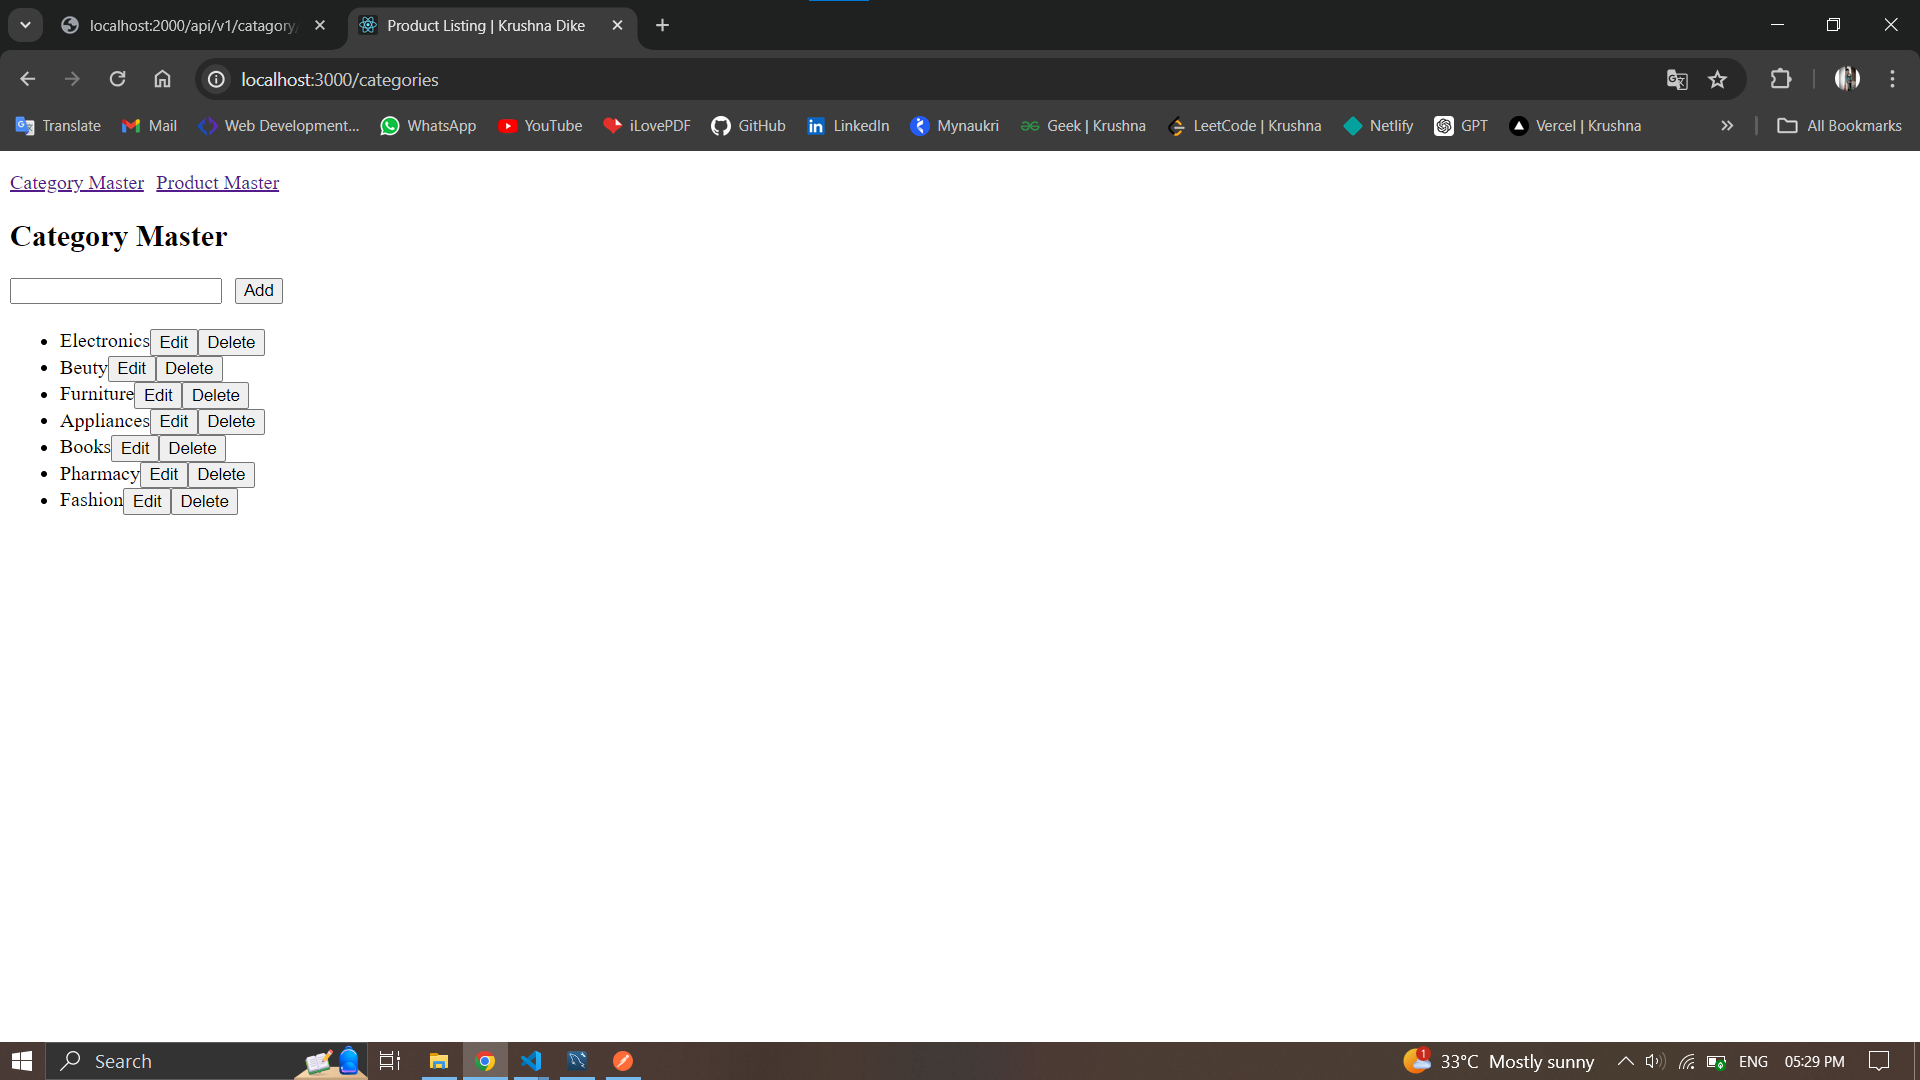 localhost:2000/api/v1/catagory/
Product Listing | Krushna Dike
localhost:3000/categories
Translate Mail Web Development... WhatsApp YouTube iLovePDF GitHub LinkedIn Mynaukri Geek | Krushna LeetCode | Krushna Netlify GPT Vercel | Krushna All Bookmarks
Category Master Product Master
Category Master
Add
Electronics Edit Delete
Beuty Edit Delete
Furniture Edit Delete
Appliances Edit Delete
Books Edit Delete
Pharmacy Edit Delete
Fashion Edit Delete
Search 1 33°C Mostly sunny ENG 05:29 PM